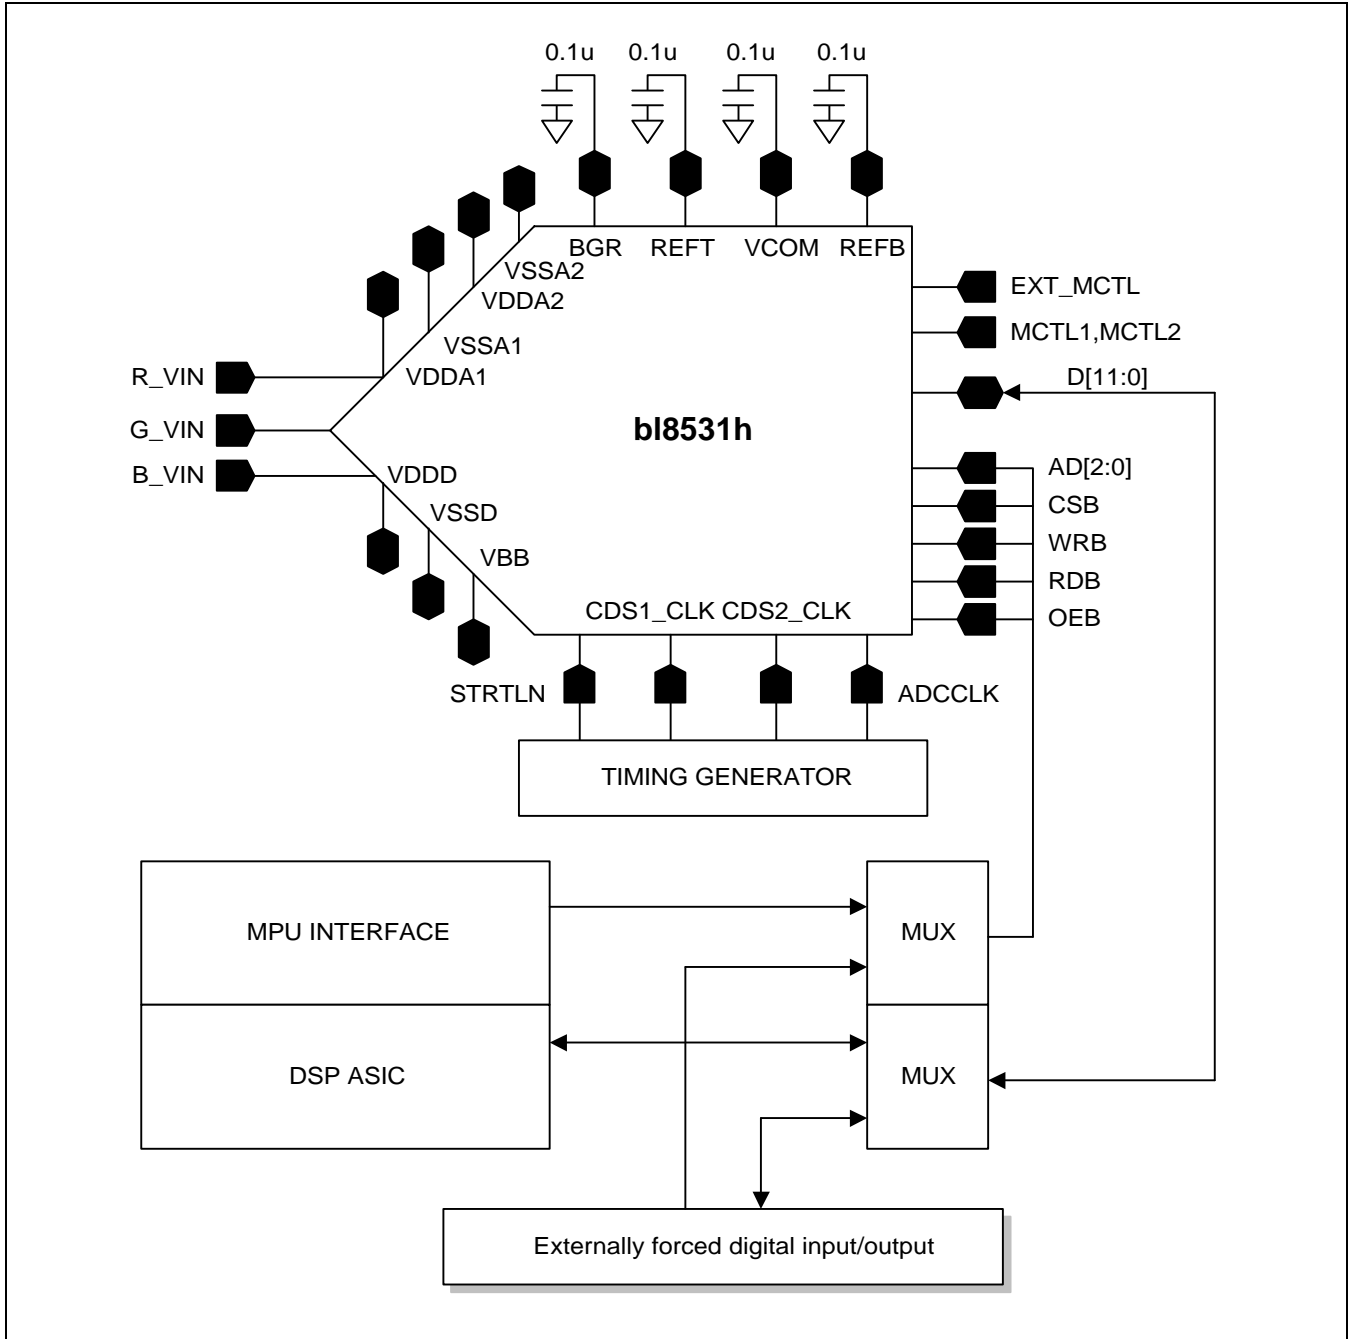 0.1u 0.1u 0.1u 0.1u
BGR REFT VCOM REFB
VSSA2
VDDA2
VSSA1
VDDA1
EXT_MCTL
MCTL1,MCTL2
D[11:0]
R_VIN
G_VIN
B_VIN
bl8531h
VDDD
VSSD
VBB
AD[2:0]
CSB
WRB
RDB
OEB
CDS1_CLK CDS2_CLK
STRTLN
ADCCLK
TIMING GENERATOR
MPU INTERFACE
MUX
DSP ASIC
MUX
Externally forced digital input/output